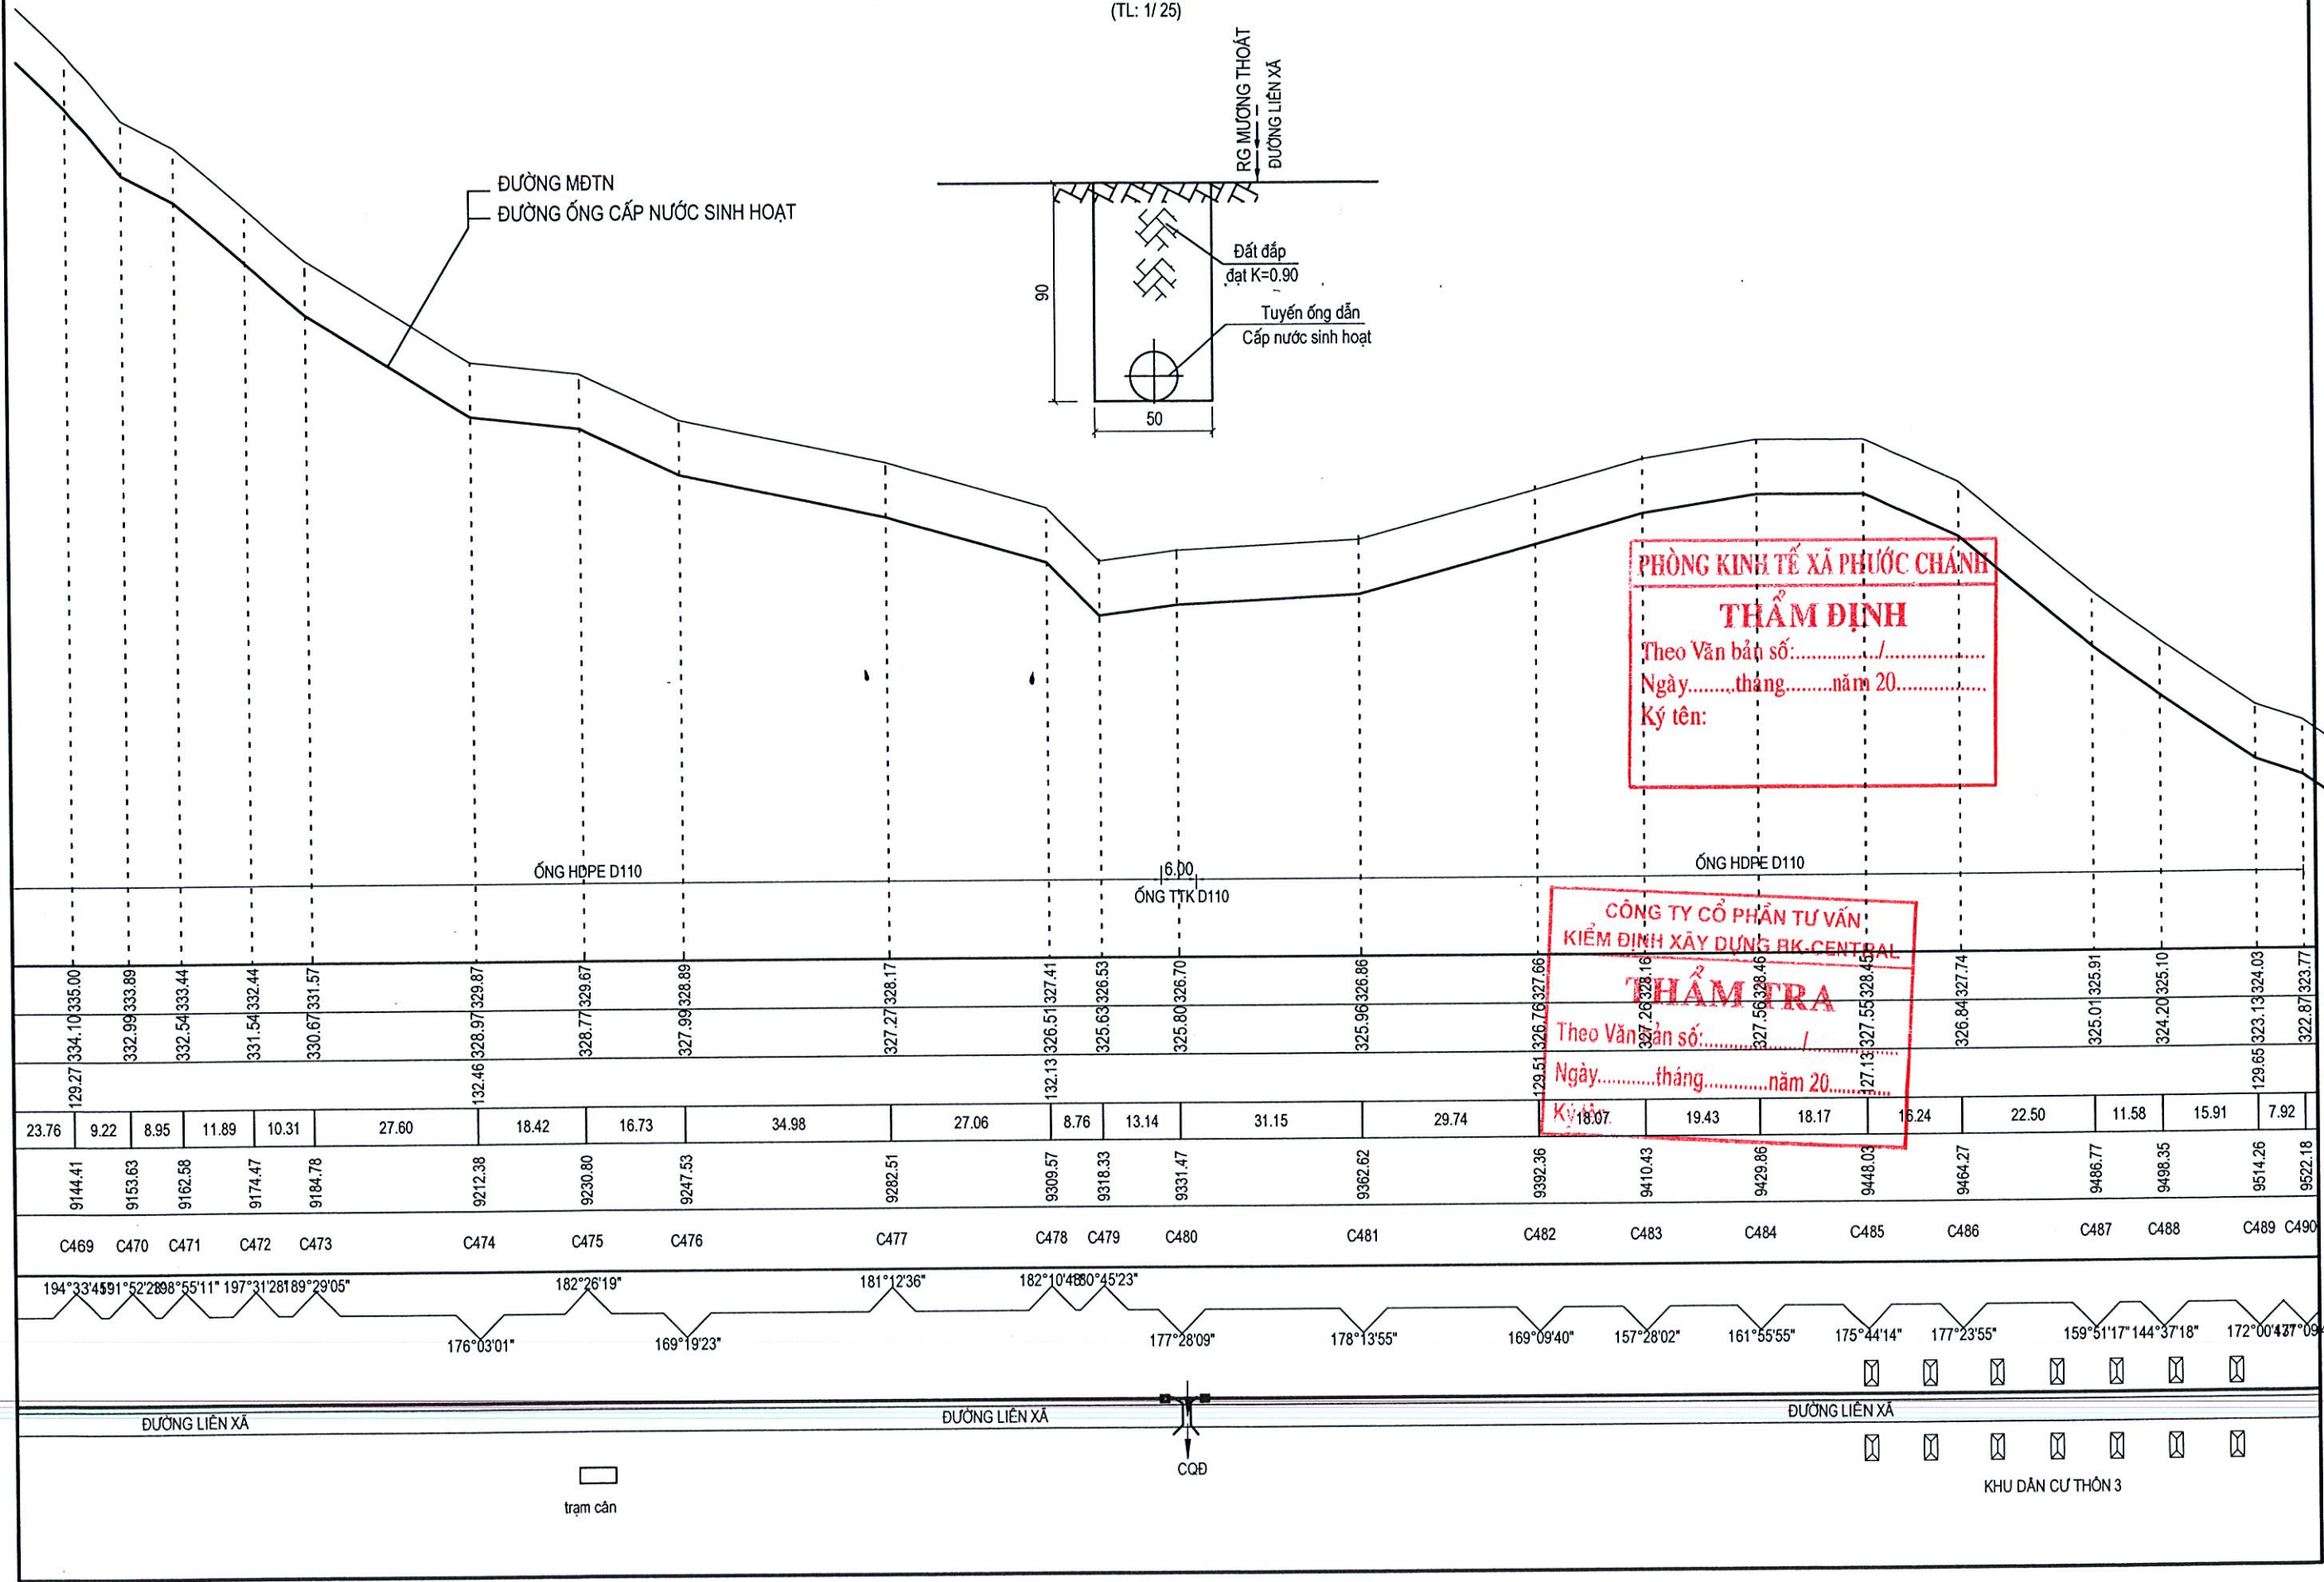 (TL: 1/ 25)
RG MƯƠNG THOÁT
ĐƯỜNG LIÊN XÃ
ĐƯỜNG MĐTN
ĐƯỜNG ỐNG CẤP NƯỚC SINH HOẠT
Đất đắp
đạt K=0.90
90
Tuyến ống dẫn
Cấp nước sinh hoạt
50
PHÒNG KINH TẾ XÃ PHƯỚC CHÁNH
THẨM ĐỊNH
Theo Văn bản số:............../..................
Ngày.........tháng.........năm 20................
Ký tên:
ỐNG HDPE D110
6.00
ỐNG TTK D110
ỐNG HDPE D110
CÔNG TY CỔ PHẦN TƯ VẤN
KIỂM ĐỊNH XÂY DỰNG BK-CENTRAL
THẨM TRA
Theo Văn bản số:................./...............
Ngày...........tháng............năm 20...........
335.00 333.89 333.44 332.44 331.57 329.87 329.67 328.89 328.17 327.41 326.53 326.70 326.86 327.66 328.16 328.46 328.45 327.74 325.91 325.10 324.03 323.77
334.10 332.99 332.54 331.54 330.67 328.97 328.77 327.99 327.27 326.51 325.63 325.80 325.96 326.76 327.26 327.56 327.55 326.84 325.01 324.20 323.13 322.87
129.27 132.46 132.13 129.51 127.13 129.65
23.76 9.22 8.95 11.89 10.31 27.60 18.42 16.73 34.98 27.06 8.76 13.14 31.15 29.74 18.07 19.43 18.17 16.24 22.50 11.58 15.91 7.92
9144.41 9153.63 9162.58 9174.47 9184.78 9212.38 9230.80 9247.53 9282.51 9309.57 9318.33 9331.47 9362.62 9392.36 9410.43 9429.86 9448.03 9464.27 9486.77 9498.35 9514.26 9522.18
C469 C470 C471 C472 C473 C474 C475 C476 C477 C478 C479 C480 C481 C482 C483 C484 C485 C486 C487 C488 C489 C490
198°55'11" 197°31'28" 189°29'05" 182°26'19" 181°12'36"
176°03'01" 169°19'23" 177°28'09" 178°13'55" 169°09'40" 157°28'02" 161°55'55" 175°44'14" 177°23'55" 159°51'17" 144°37'18"
ĐƯỜNG LIÊN XÃ
ĐƯỜNG LIÊN XÃ
ĐƯỜNG LIÊN XÃ
CQĐ
trạm cân
KHU DÂN CƯ THÔN 3